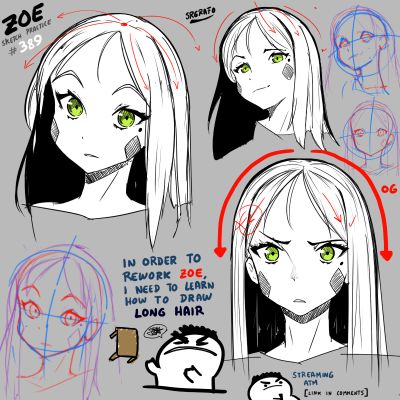 ZOE
SKETCH PRACTICE
# 389
SRERAFO
OG
IN ORDER TO
REWORK ZOE,
I NEED TO LEARN
HOW TO DRAW
LONG HAIR
STREAMING
ATM
[LINK IN COMMENTS]